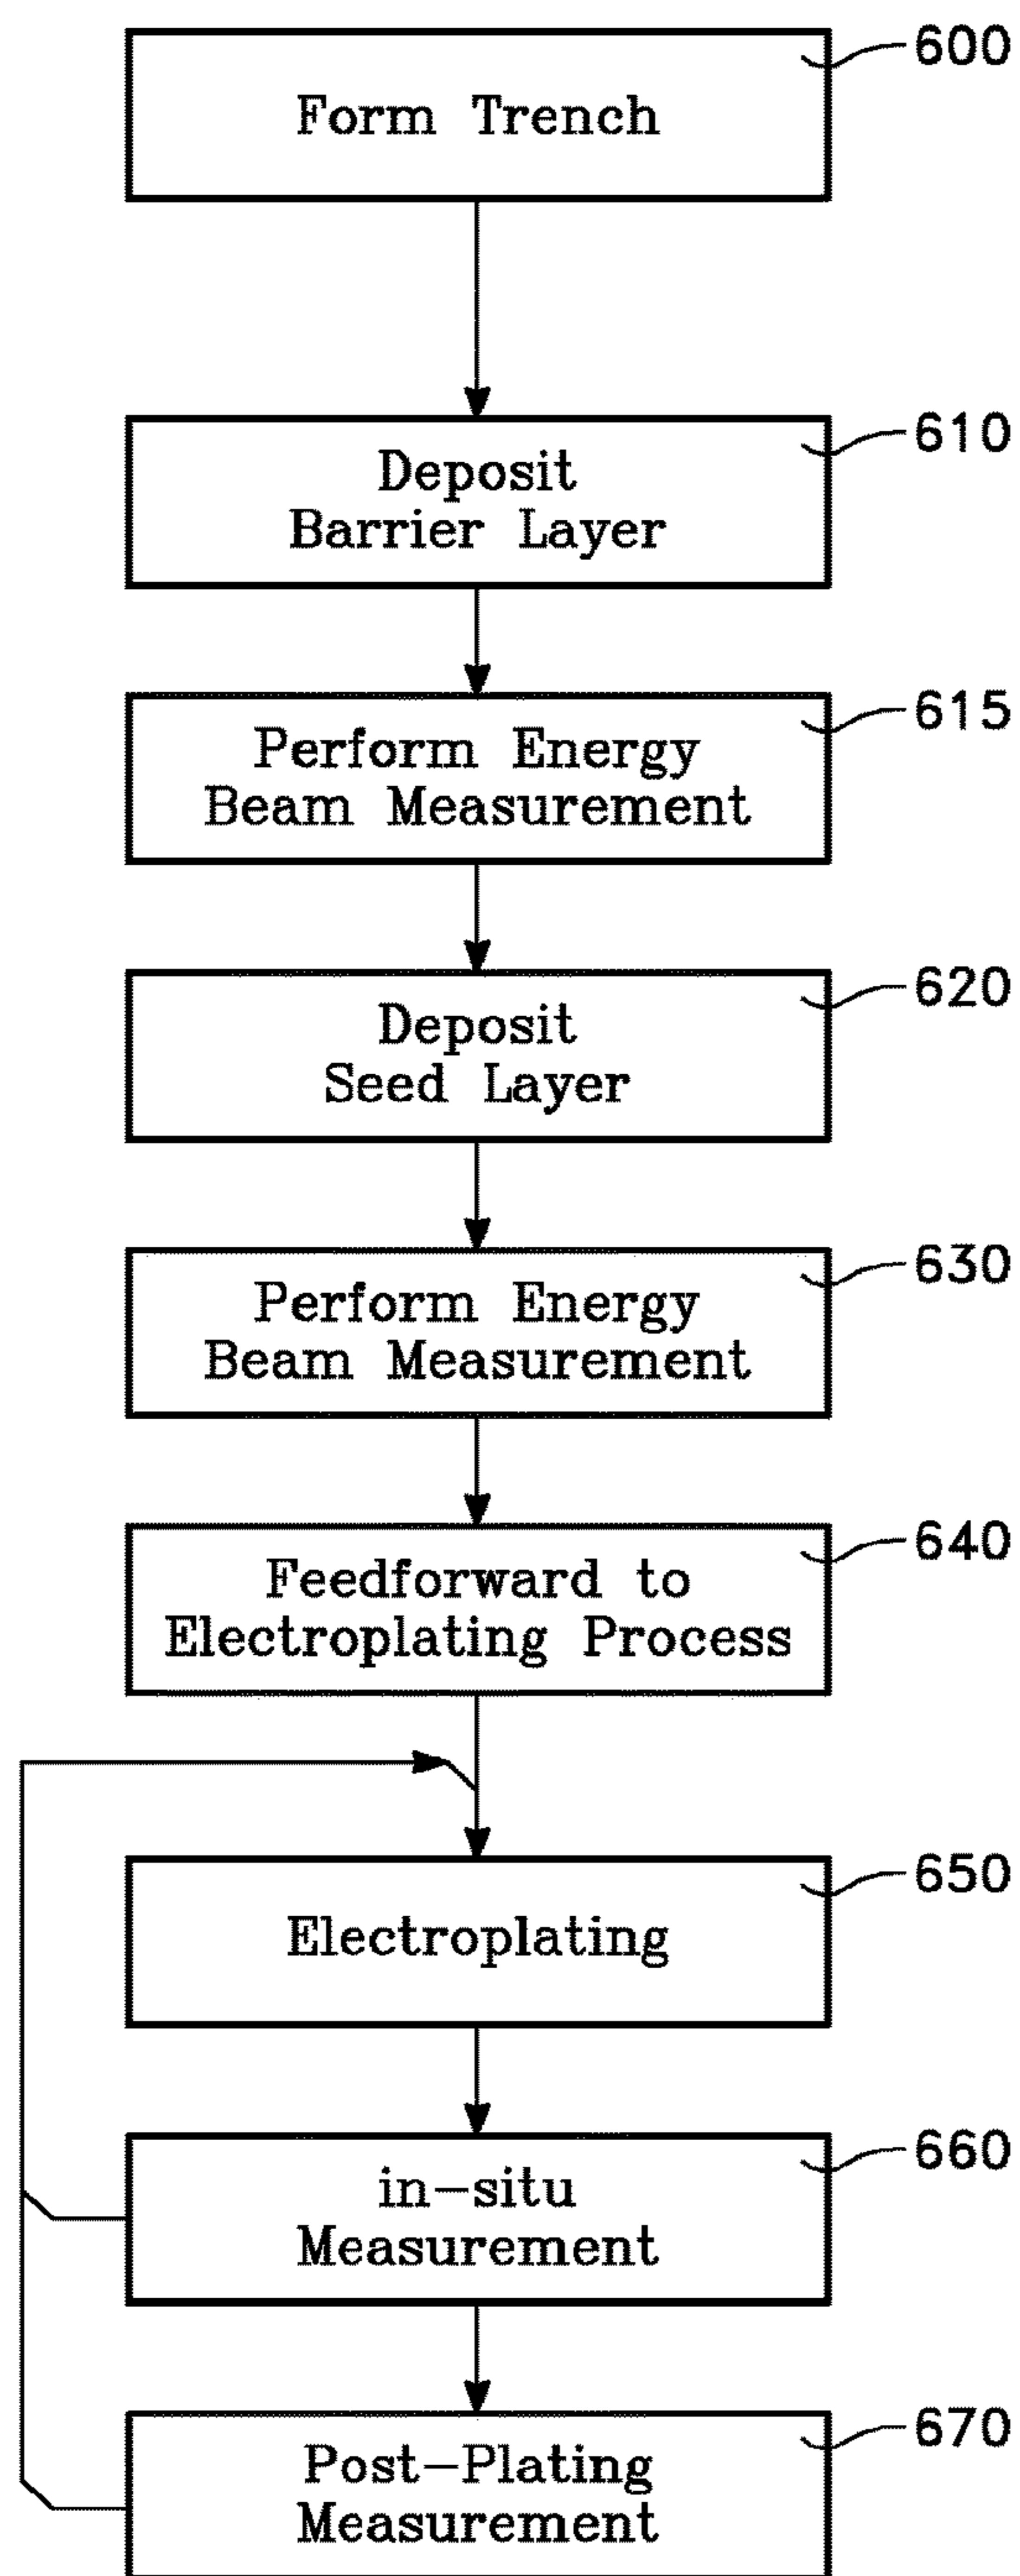 600
Form Trench
610
Deposit
Barrier Layer
615
Perform Energy
Beam Measurement
620
Deposit
Seed Layer
630
Perform Energy
Beam Measurement
640
Feedforward to
Electroplating Process
650
Electroplating
660
in-situ
Measurement
670
Post-Plating
Measurement